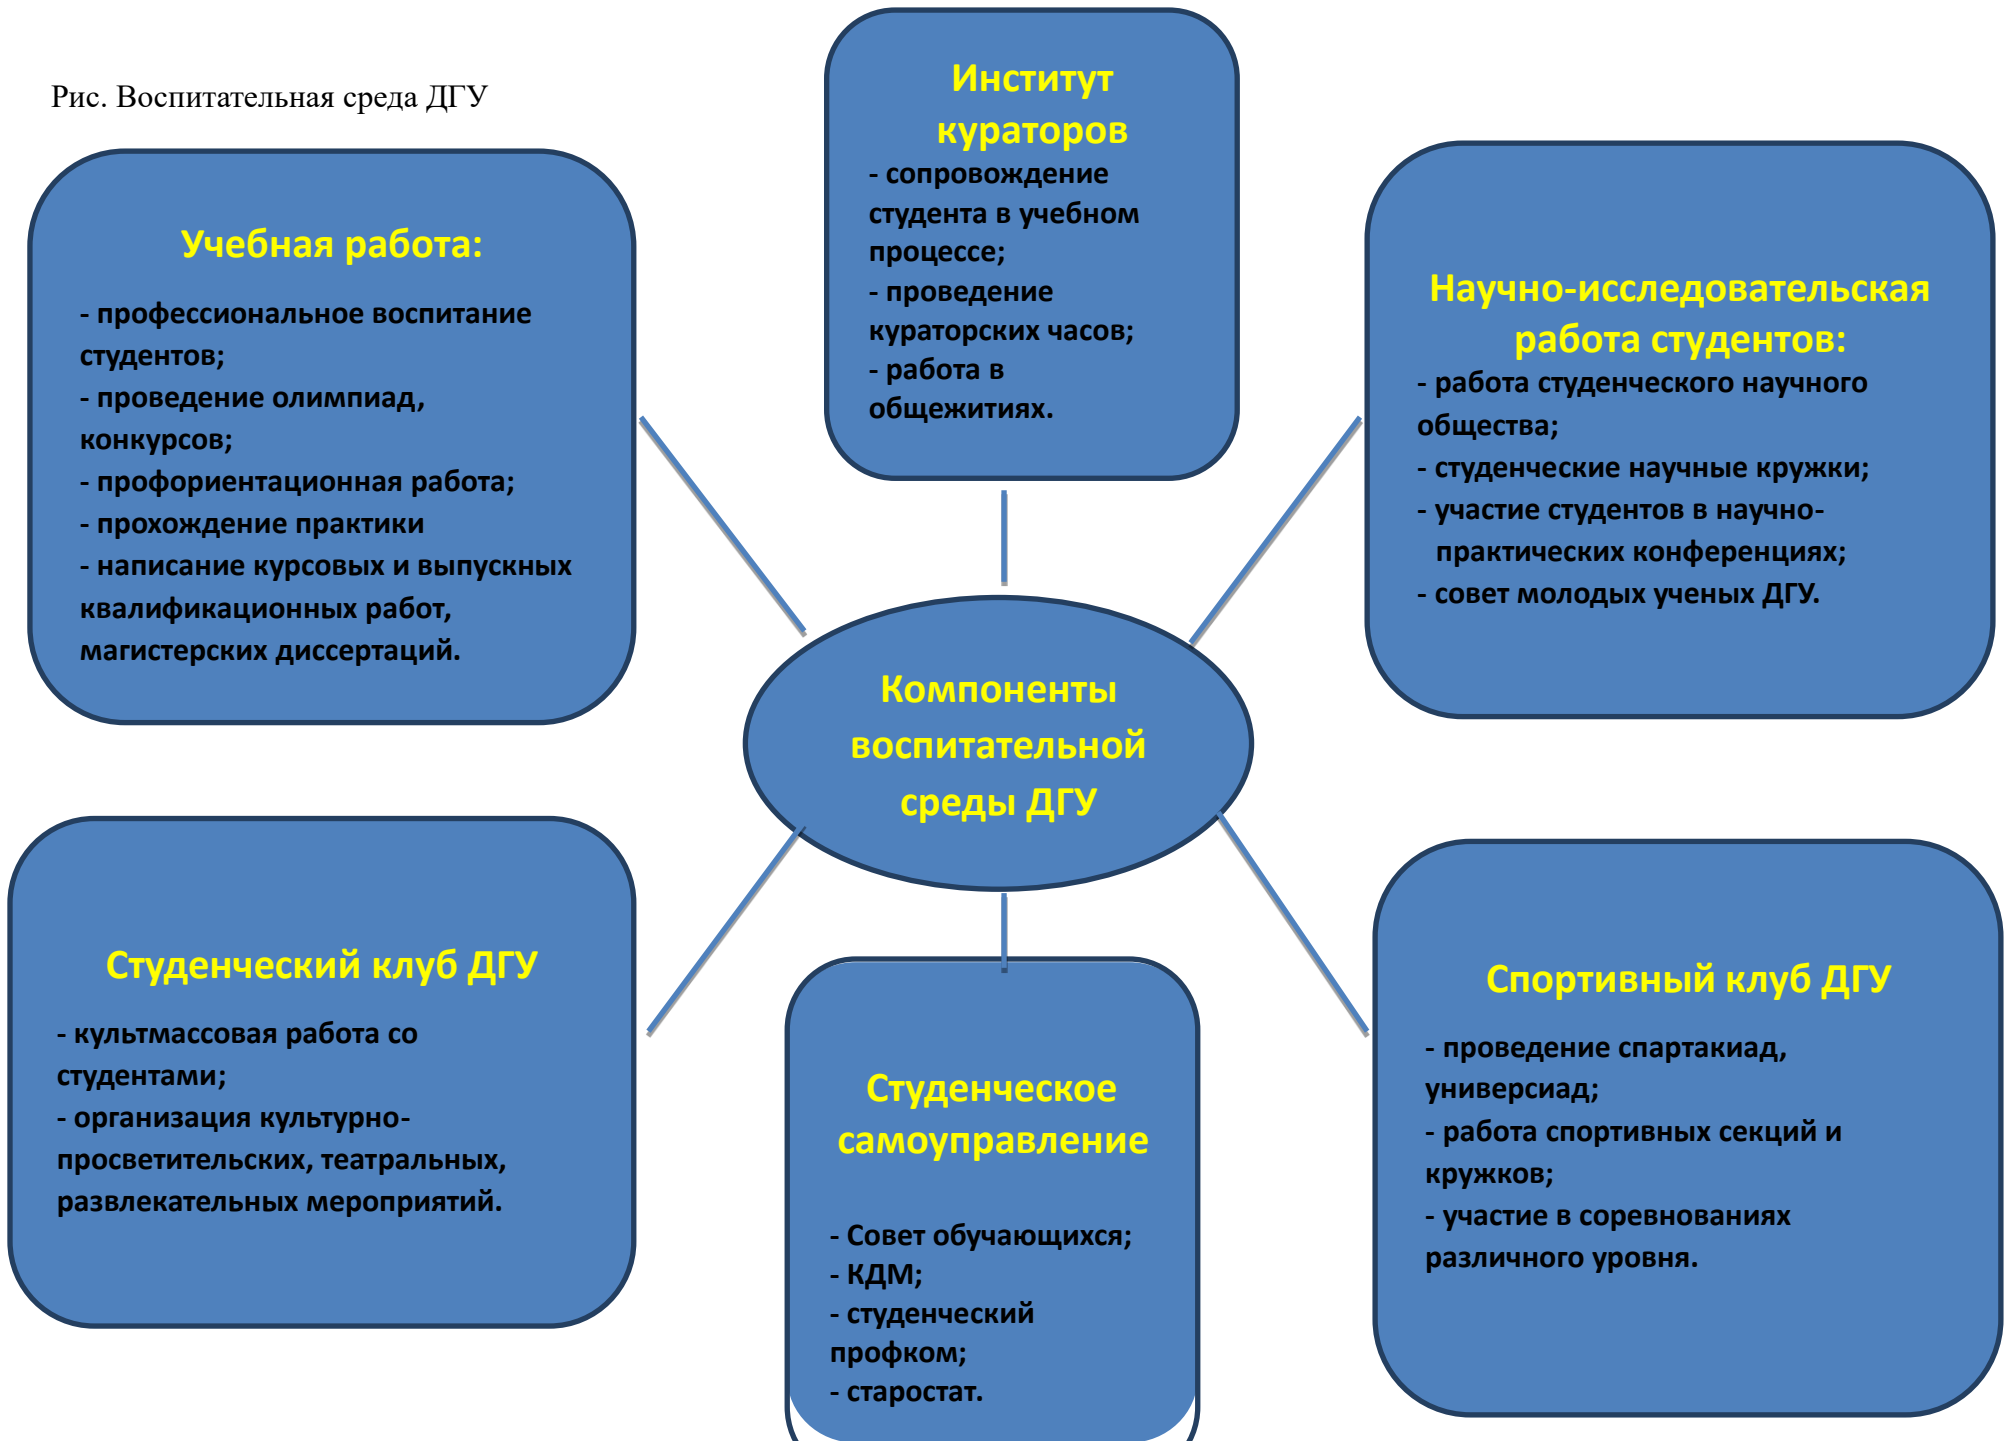 Рис. Воспитательная среда ДГУ
Институт
кураторов
- сопровождение
студента в учебном
процессе;
- проведение
кураторских часов;
- работа в
общежитиях.
Учебная работа:
- профессиональное воспитание
студентов;
- проведение олимпиад,
конкурсов;
- профориентационная работа;
- прохождение практики
- написание курсовых и выпускных
квалификационных работ,
магистерских диссертаций.
Научно-исследовательская
работа студентов:
- работа студенческого научного
общества;
- студенческие научные кружки;
- участие студентов в научно-
практических конференциях;
- совет молодых ученых ДГУ.
Компоненты
воспитательной
среды ДГУ
Студенческий клуб ДГУ
- культмассовая работа со
студентами;
- организация культурно-
просветительских, театральных,
развлекательных мероприятий.
Студенческое
самоуправление
- Совет обучающихся;
- КДМ;
- студенческий
профком;
- старостат.
Спортивный клуб ДГУ
- проведение спартакиад,
универсиад;
- работа спортивных секций и
кружков;
- участие в соревнованиях
различного уровня.